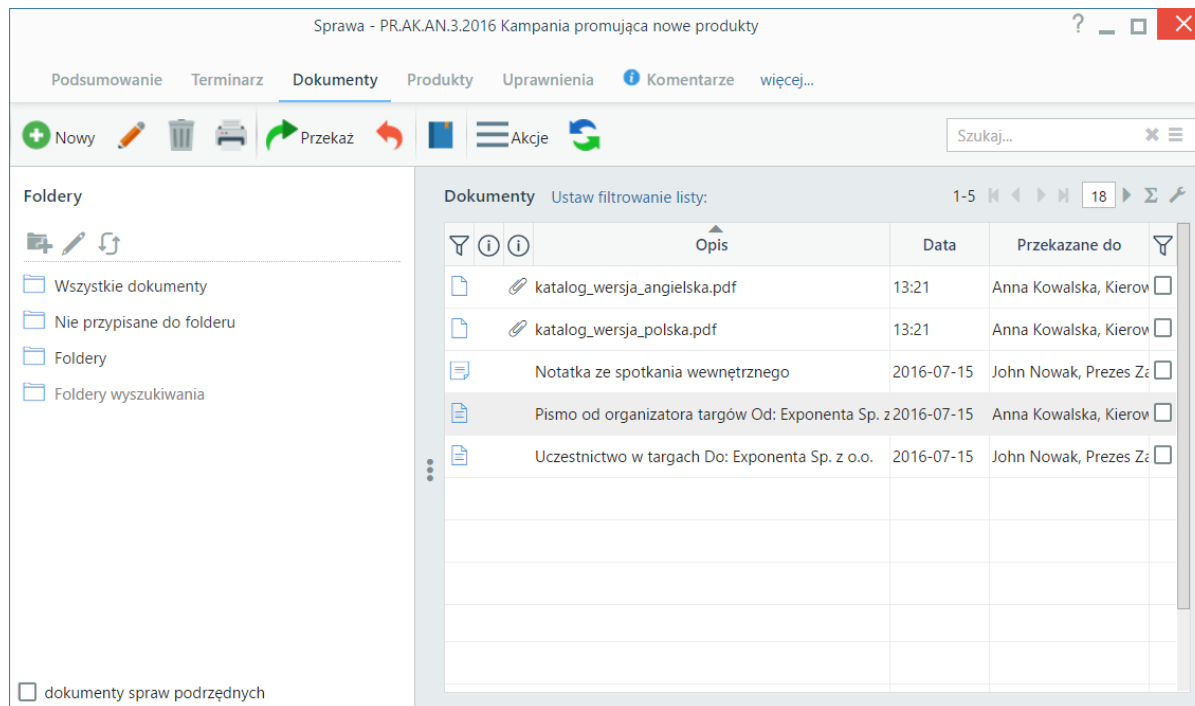 Sprawa - PR.AK.AN.3.2016 Kampania promująca nowe produkty ?
Podsumowanie Terminarz Dokumenty Produkty Uprawnienia Komentarze więcej...
Nowy Przekaż Akcje Szukaj...
Foldery
Dokumenty Ustaw filtrowanie listy: 1-5 18 Σ
Opis Data Przekazane do
Wszystkie dokumenty
Nie przypisane do folderu
Foldery
Foldery wyszukiwania
katalog_wersja_angielska.pdf 13:21 Anna Kowalska, Kierow
katalog_wersja_polska.pdf 13:21 Anna Kowalska, Kierow
Notatka ze spotkania wewnętrznego 2016-07-15 John Nowak, Prezes Za
Pismo od organizatora targów Od: Exponenta Sp. z 2016-07-15 Anna Kowalska, Kierow
Uczestnictwo w targach Do: Exponenta Sp. z o.o. 2016-07-15 John Nowak, Prezes Za
dokumenty spraw podrzędnych